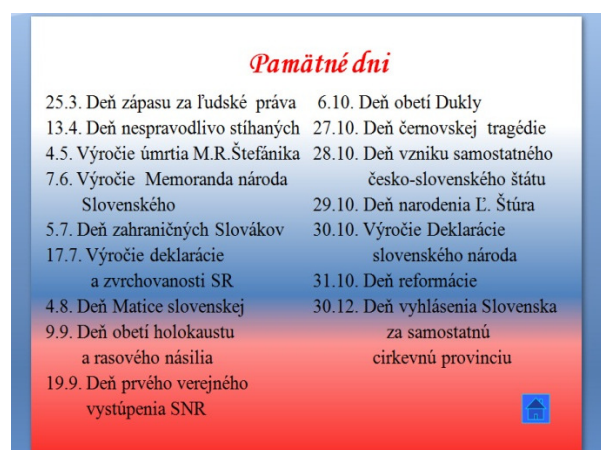 Pamätné dni
25.3. Deň zápasu za ľudské práva
13.4. Deň nespravodlivo stíhaných
4.5. Výročie úmrtia M.R.Štefánika
7.6. Výročie Memoranda národa
Slovenského
5.7. Deň zahraničných Slovákov
17.7. Výročie deklarácie
a zvrchovanosti SR
4.8. Deň Matice slovenskej
9.9. Deň obetí holokaustu
a rasového násilia
19.9. Deň prvého verejného
vystúpenia SNR
6.10. Deň obetí Dukly
27.10. Deň černovskej tragédie
28.10. Deň vzniku samostatného
česko-slovenského štátu
29.10. Deň narodenia Ľ. Štúra
30.10. Výročie Deklarácie
slovenského národa
31.10. Deň reformácie
30.12. Deň vyhlásenia Slovenska
za samostatnú
cirkevnú provinciu